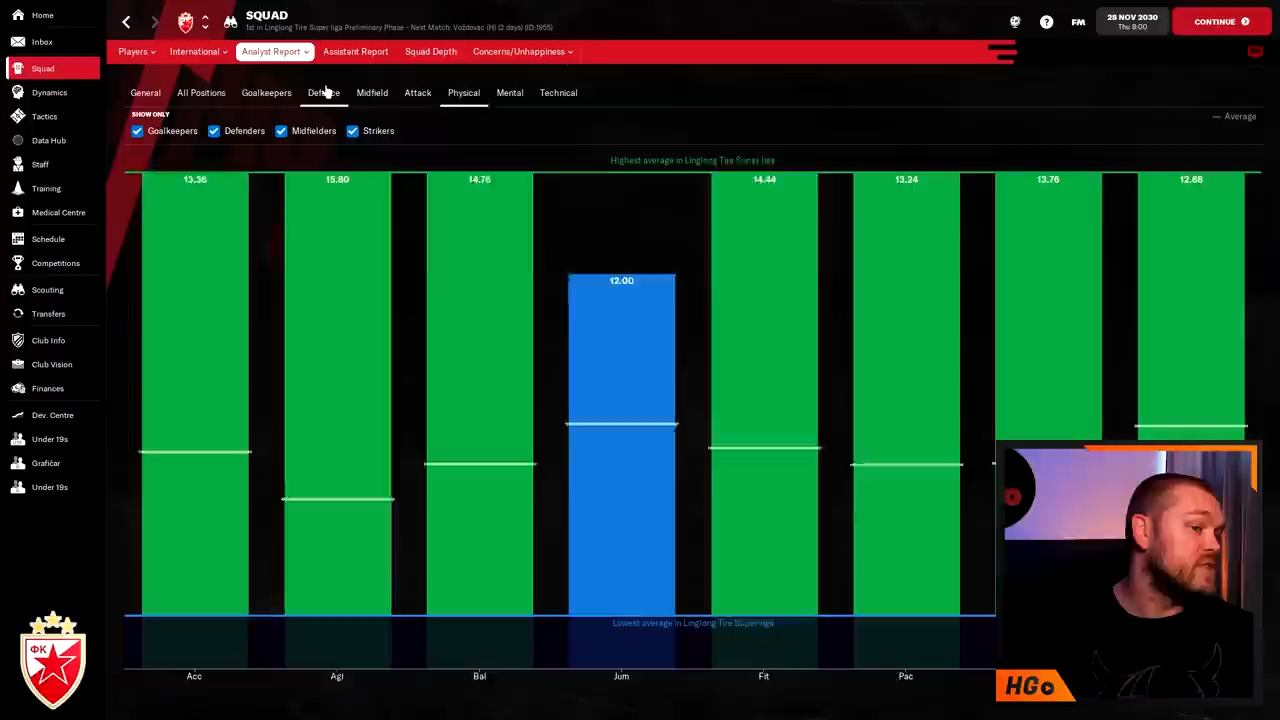 Home
Inbox
Squad
Dynamics
Tactics
Data Hub
Staff
Training
Medical Centre
Schedule
Competitions
Scouting
Transfers
Club Info
Club Vision
Finances
Dev. Centre
Under 19s
Grafičar
Under 19s
ФК
SQUAD
1st in Linglong Tire Super liga Preliminary Phase - Next Match: Voždovac (H) (2 days) (ID:1955)
FM
28 NOV 2030
Thu 8:00
CONTINUE
Players
International
Analyst Report
Assistant Report
Squad Depth
Concerns/Unhappiness
General
All Positions
Goalkeepers
Midfield
Attack
Physical
Mental
Technical
SHOW ONLY
Goalkeepers
Defenders
Midfielders
Strikers
Average
Highest average in Linglong Tire
13.36
15.80
14.76
12.00
14.44
13.24
13.76
12.68
Lowest average in Linglong Tire
Acc
Agi
Bal
Jum
Fit
Pac
HGo